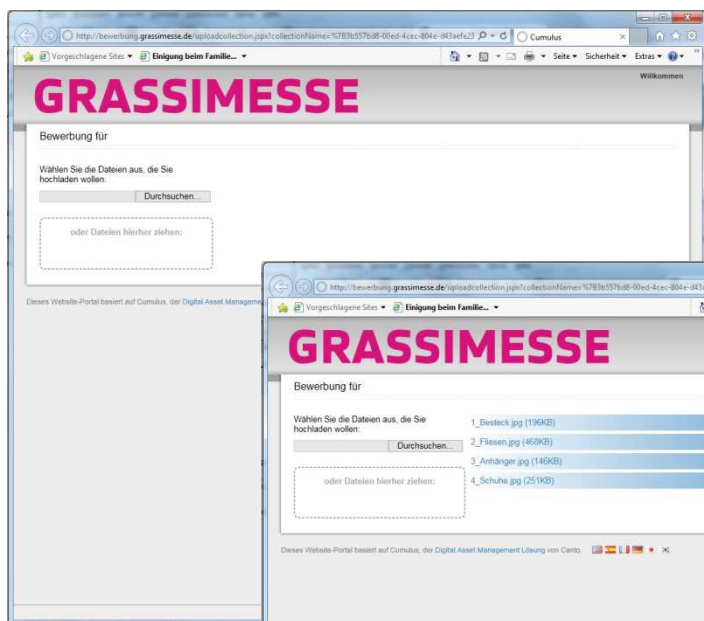 http://bewerbung.grassimesse.de/uploadcollection.jspx?collectionName=%7B3b557bd8-00ed-4cec-804e-d43aefe23
Cumulus
Vorgeschlagene Sites
Einigung beim Familie...
Seite
Sicherheit
Extras
Willkommen
GRASSIMESSE
Bewerbung für
Wählen Sie die Dateien aus, die Sie
hochladen wollen:
Durchsuchen...
oder Dateien hierher ziehen:
Dieses Website-Portal basiert auf Cumulus, der Digital Asset Manageme
http://bewerbung.grassimesse.de/uploadcollection.jspx?collectionName=%7B3b557bd8-00ed-4cec-804e-d43a
Vorgeschlagene Sites
Einigung beim Familie...
GRASSIMESSE
Bewerbung für
Wählen Sie die Dateien aus, die Sie
hochladen wollen:
Durchsuchen...
oder Dateien hierher ziehen:
1_Besteck.jpg (196KB)
2_Fliesen.jpg (468KB)
3_Anhänger.jpg (146KB)
4_Schuhe.jpg (251KB)
Dieses Website-Portal basiert auf Cumulus, der Digital Asset Management Lösung von Canto.